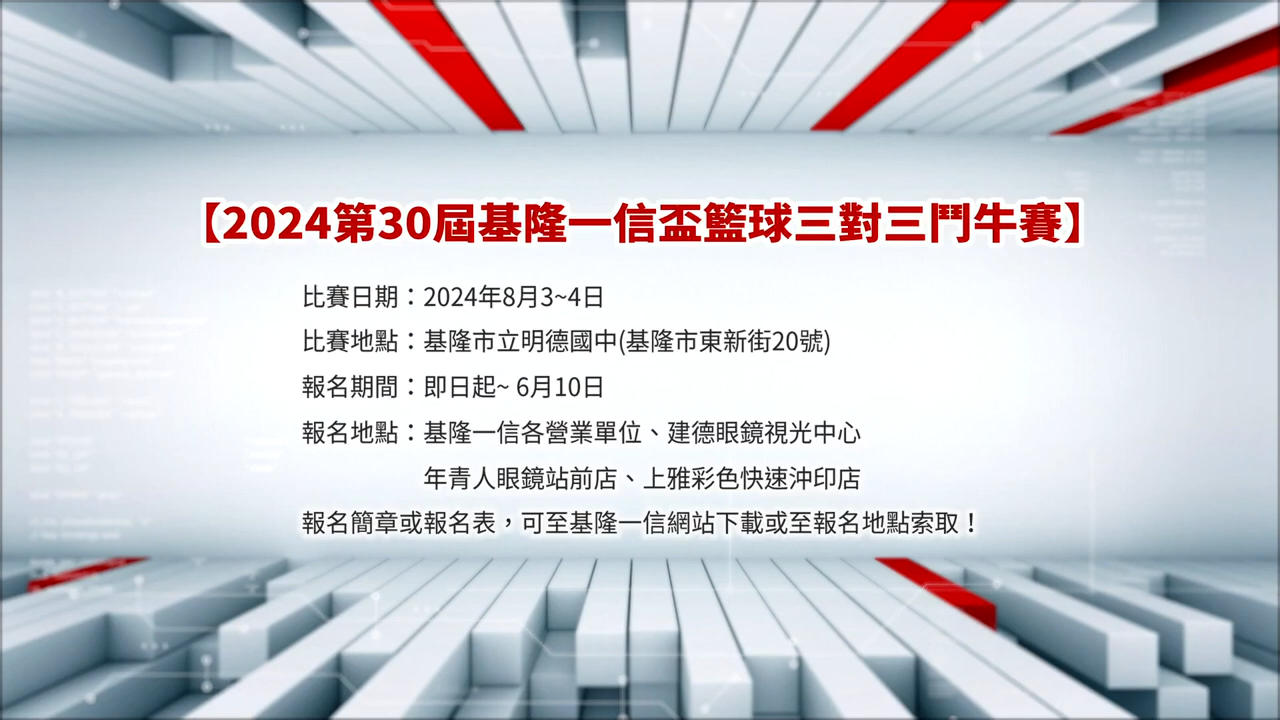 【2024第30屆基隆一信盃籃球三對三鬥牛賽】
比賽日期：2024年8月3~4日
比賽地點：基隆市立明德國中(基隆市東新街20號)
報名期間：即日起~ 6月10日
報名地點：基隆一信各營業單位、建德眼鏡視光中心
年青人眼鏡站前店、上雅彩色快速沖印店
報名簡章或報名表，可至基隆一信網站下載或至報名地點索取！